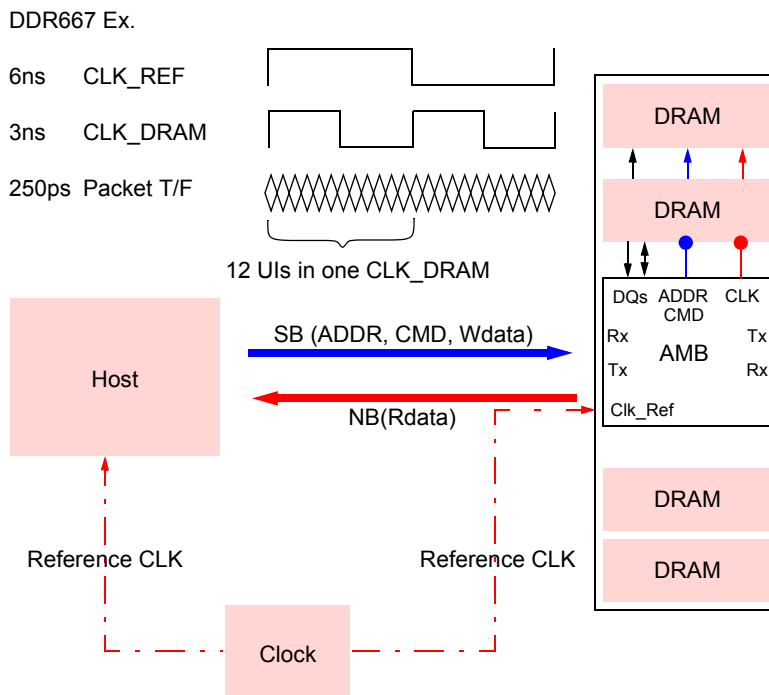 DDR667 Ex.
6ns CLK_REF
3ns CLK_DRAM
250ps Packet T/F
12 UIs in one CLK_DRAM
DRAM
DRAM
DQs ADDR CLK
CMD
Rx Tx
AMB
Tx Rx
Clk_Ref
SB (ADDR, CMD, Wdata)
Host
NB(Rdata)
DRAM
Reference CLK Reference CLK
DRAM
Clock